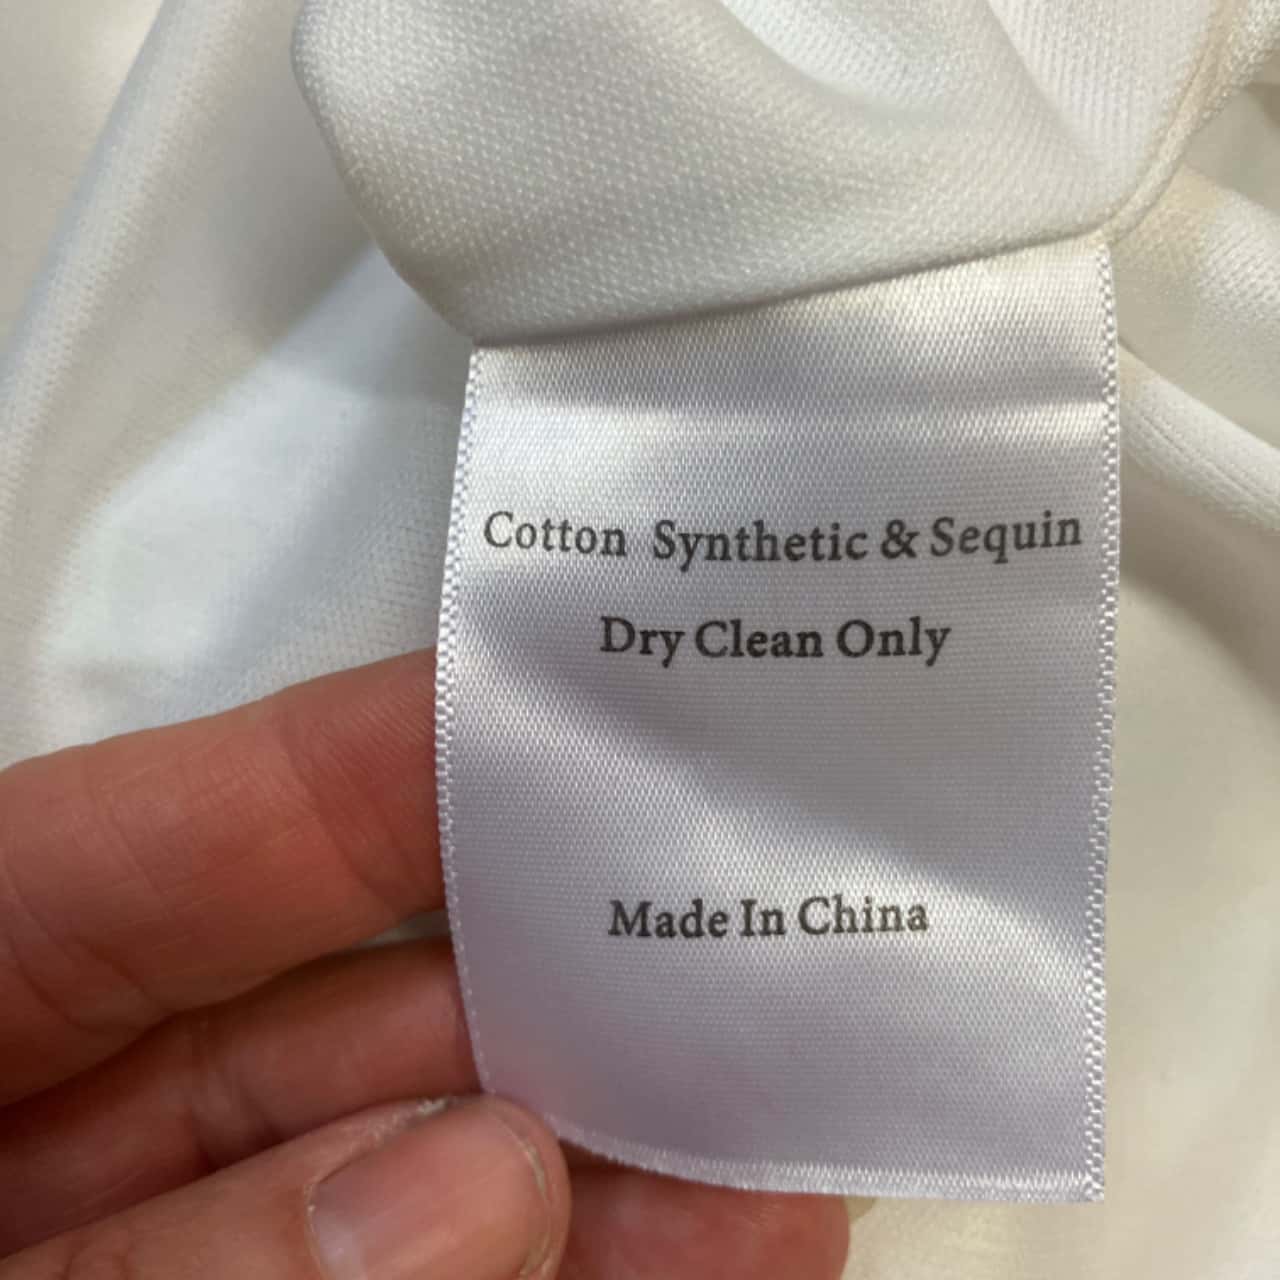 Cotton Synthetic & Sequin
Dry Clean Only
Made In China